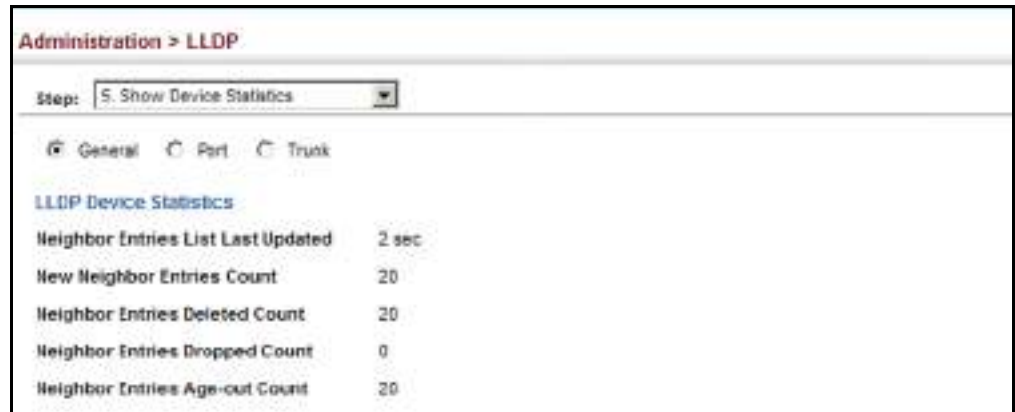 Administration > LLDP
Step: 5. Show Device Statistics
General Port Trunk
LLDP Device Statistics
Neighbor Entries List Last Updated 2 sec
New Neighbor Entries Count 20
Neighbor Entries Deleted Count 20
Neighbor Entries Dropped Count 0
Neighbor Entries Age-out Count 20